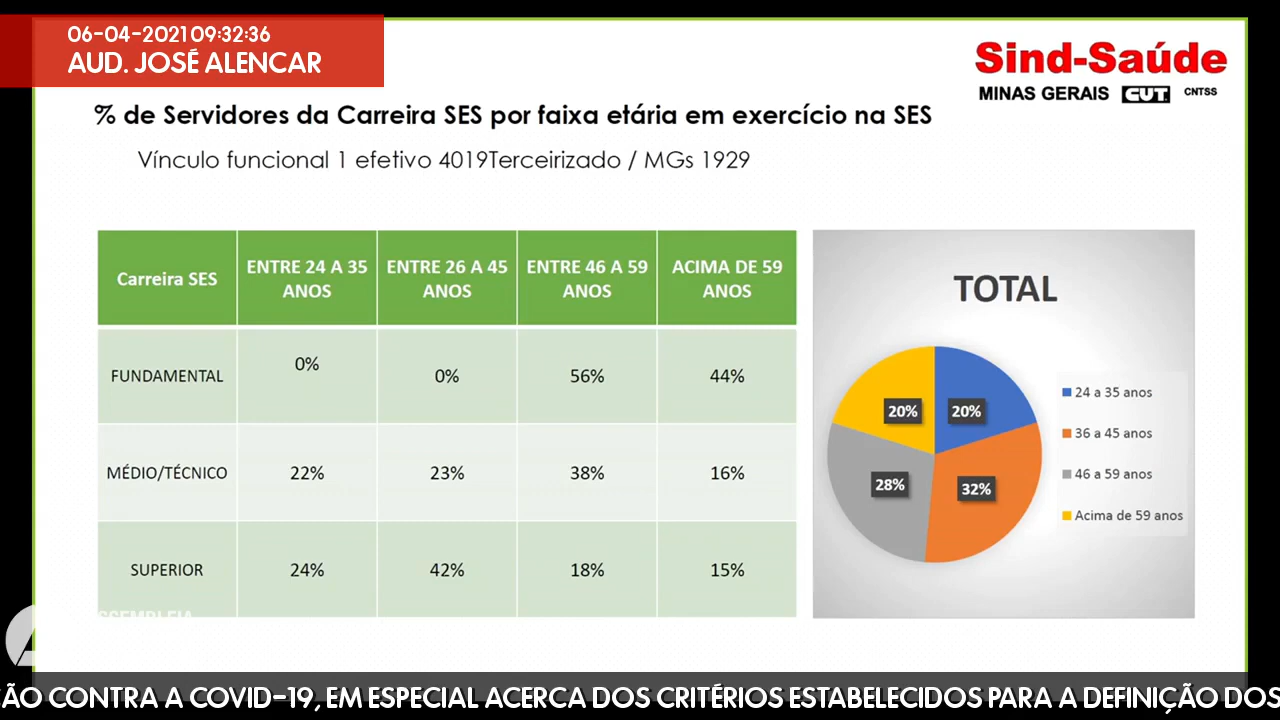 06-04-2021 09:32:36
AUD. JOSÉ ALENCAR
Sind-Saúde
MINAS GERAIS CUT CNTSS
% de Servidores da Carreira SES por faixa etária em exercício na SES
Vínculo funcional 1 efetivo 4019Terceirizado / MGs 1929
Carreira SES
ENTRE 24 A 35
ANOS
ENTRE 26 A 45
ANOS
ENTRE 46 A 59
ANOS
ACIMA DE 59
ANOS
FUNDAMENTAL
0%
0%
56%
44%
MÉDIO/TÉCNICO
22%
23%
38%
16%
SUPERIOR
24%
42%
18%
15%
TOTAL
20%
20%
28%
32%
24 a 35 anos
36 a 45 anos
46 a 59 anos
Acima de 59 anos
SSEMBLEIA
ÇÃO CONTRA A COVID-19, EM ESPECIAL ACERCA DOS CRITÉRIOS ESTABELECIDOS PARA A DEFINIÇÃO DOS